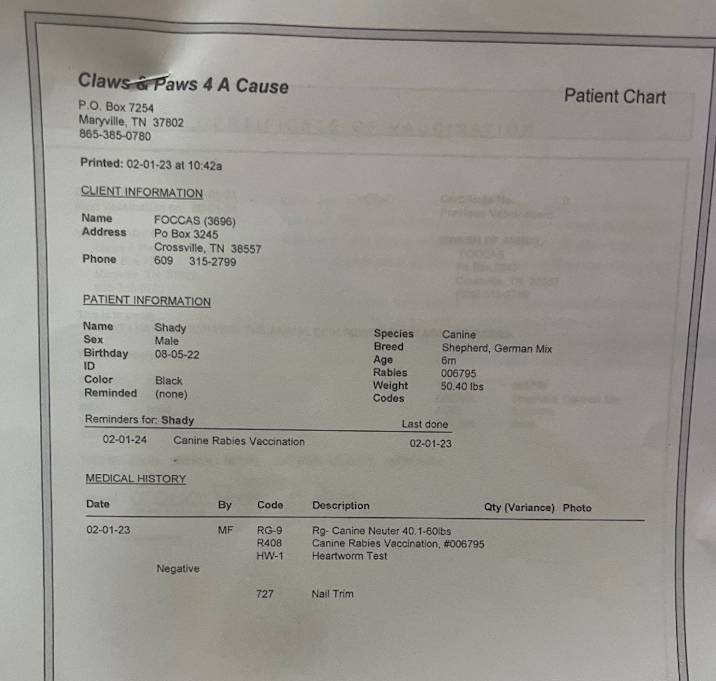 Claws & Paws 4 A Cause
Patient Chart
P.O. Box 7254
Maryville, TN 37802
865-385-0780
Printed: 02-01-23 at 10:42a
CLIENT INFORMATION
Name FOCCAS (3696)
Address Po Box 3245
Crossville, TN 38557
Phone 609 315-2799
PATIENT INFORMATION
Name Shady
Sex Male
Birthday 08-05-22
ID
Color Black
Reminded (none)
Species Canine
Breed Shepherd, German Mix
Age 6m
Rabies 006795
Weight 50.40 lbs
Codes
Reminders for: Shady Last done
02-01-24 Canine Rabies Vaccination 02-01-23
MEDICAL HISTORY
Date By Code Description Qty (Variance) Photo
02-01-23 MF RG-9 Rg- Canine Neuter 40.1-60lbs
R408 Canine Rabies Vaccination, #006795
HW-1 Heartworm Test
Negative
727 Nail Trim